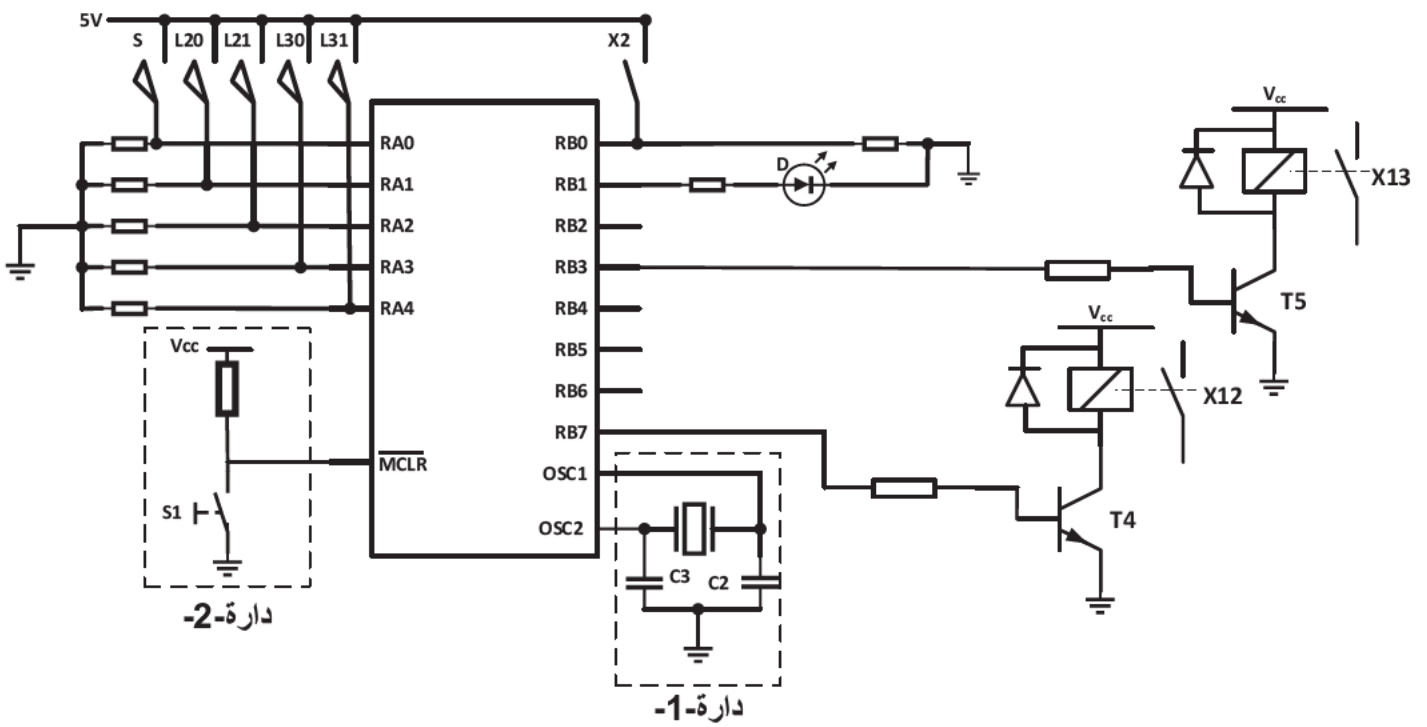 5V
S L20 L21 L30 L31 X2
Vcc
RA0 RB0
D
RA1 RB1
X13
RA2 RB2
RA3 RB3
T5
RA4 RB4
Vcc
Vcc
RB5
RB6
X12
RB7
MCLR
OSC1
S1
OSC2
T4
C3 C2
دارة-2-
دارة-1-